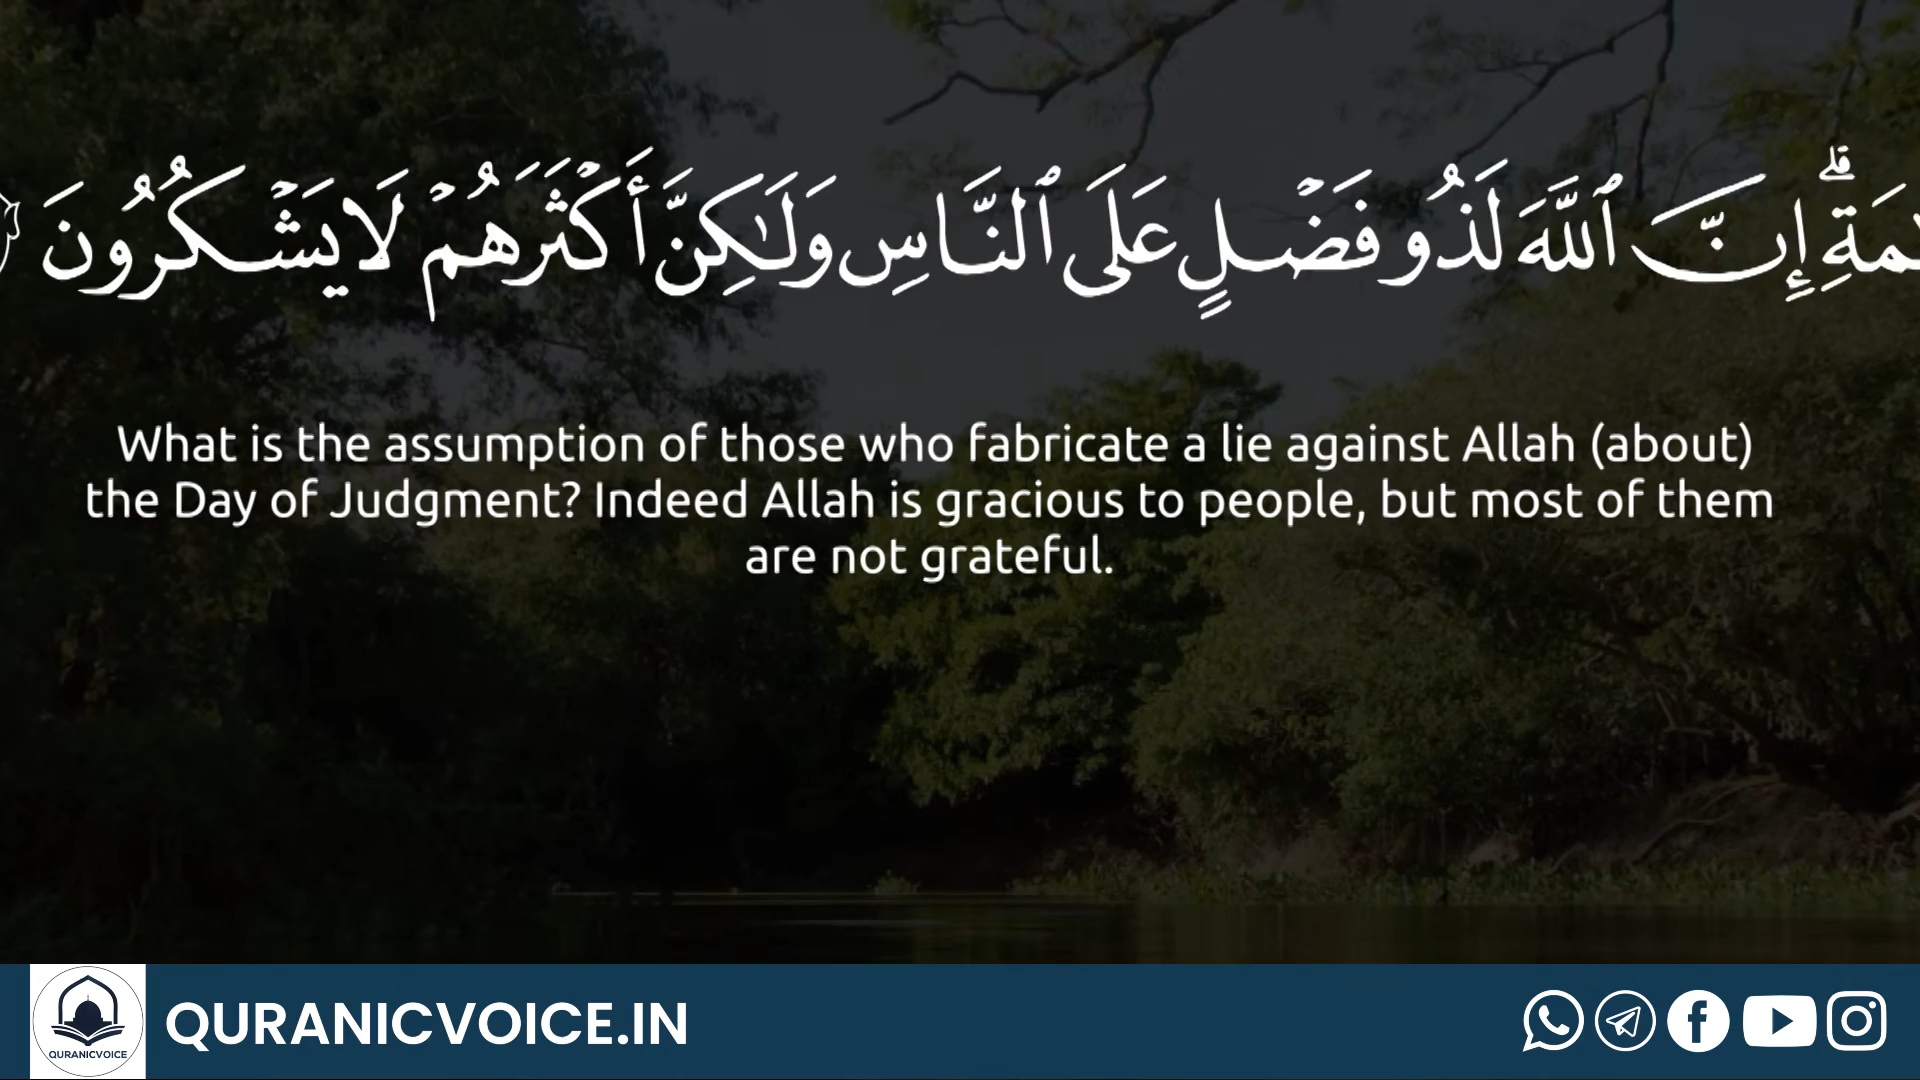 إِنَّ ٱللَّهَ لَذُو فَضْلٍ عَلَى ٱلنَّاسِ وَلَـٰكِنَّ أَكْثَرَهُمْ لَا يَشْكُرُونَ
What is the assumption of those who fabricate a lie against Allah (about)
the Day of Judgment? Indeed Allah is gracious to people, but most of them
are not grateful.
QURANICVOICE
QURANICVOICE.IN